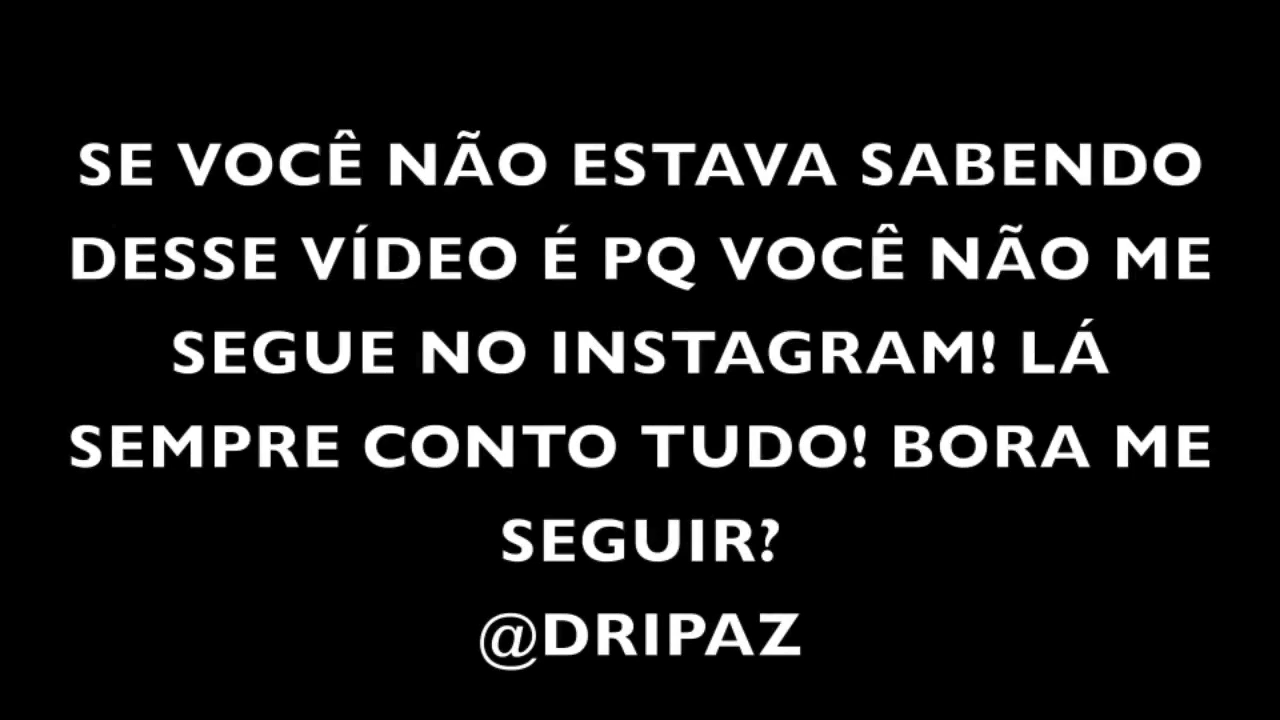 SE VOCÊ NÃO ESTAVA SABENDO
DESSE VÍDEO É PQ VOCÊ NÃO ME
SEGUE NO INSTAGRAM! LÁ
SEMPRE CONTO TUDO! BORA ME
SEGUIR?
@DRIPAZ